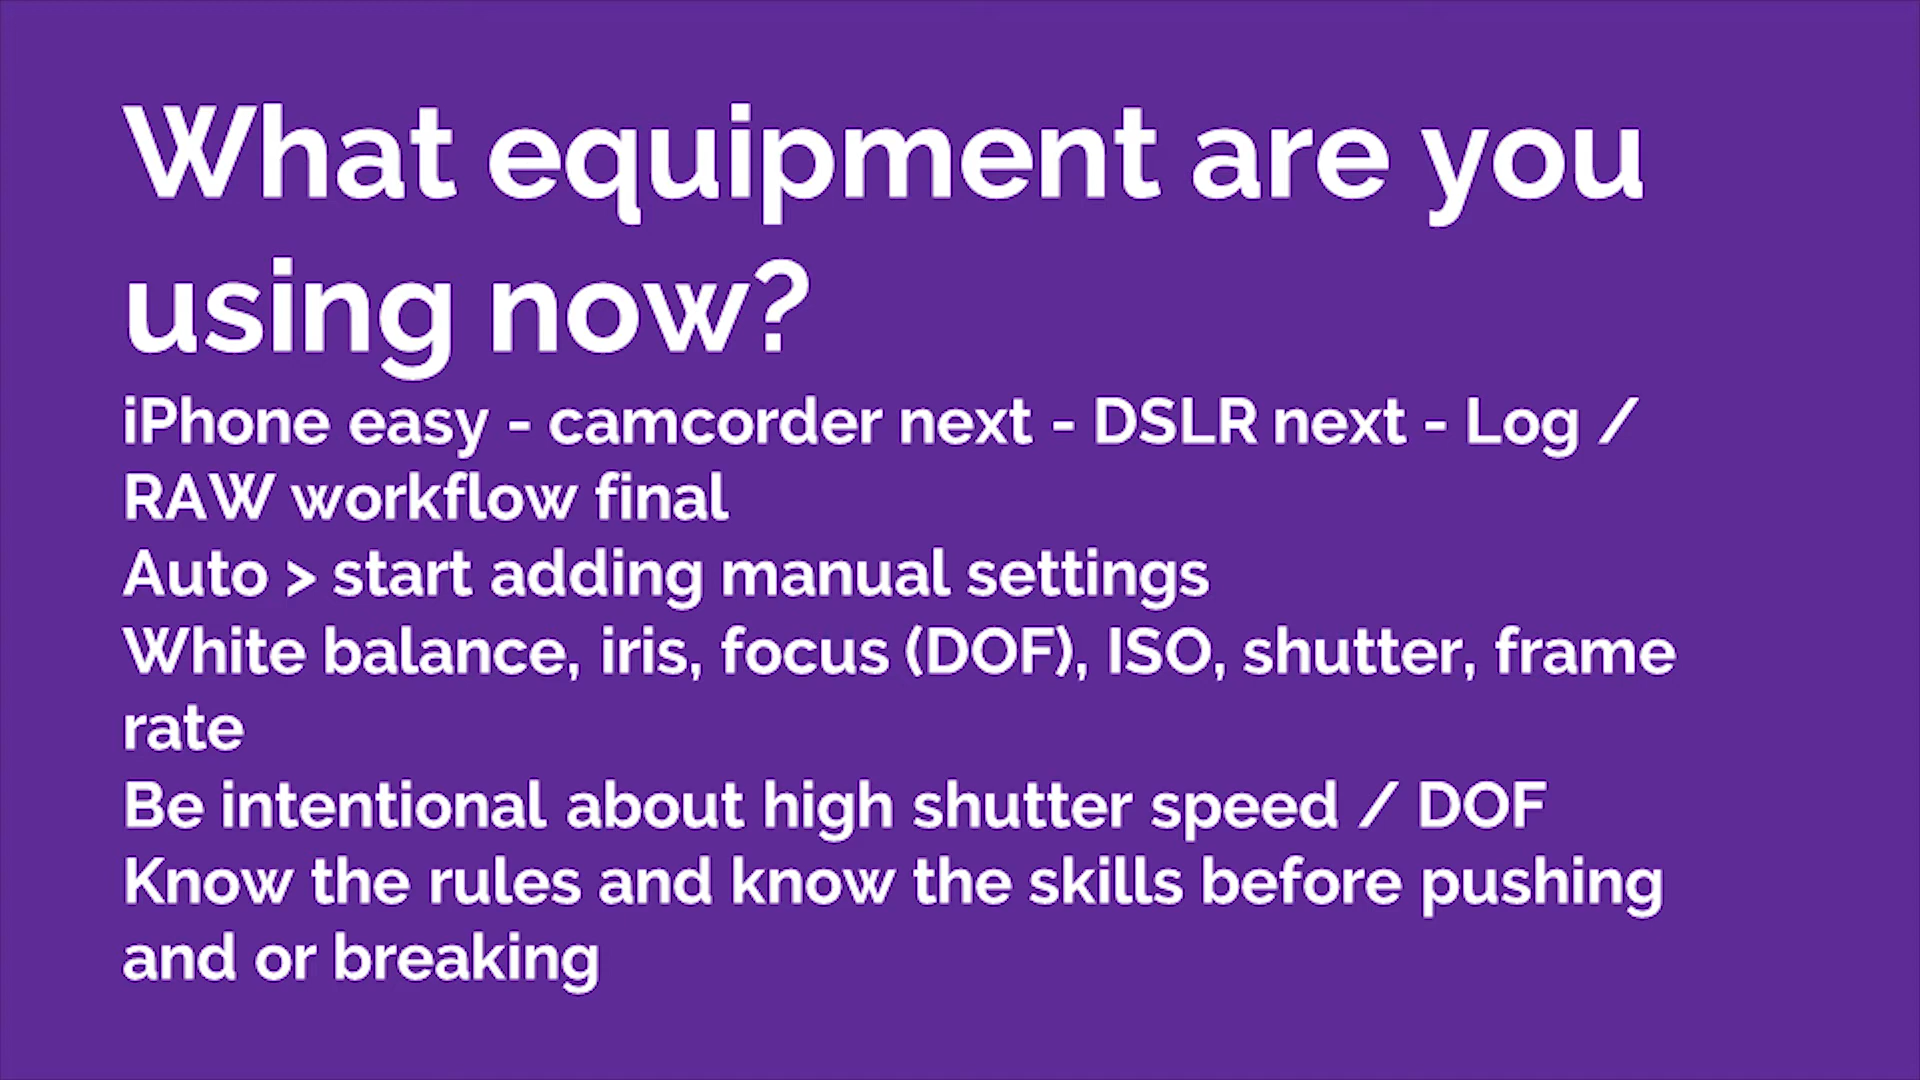 What equipment are you
using now?
iPhone easy - camcorder next - DSLR next - Log /
RAW workflow final
Auto > start adding manual settings
White balance, iris, focus (DOF), ISO, shutter, frame
rate
Be intentional about high shutter speed / DOF
Know the rules and know the skills before pushing
and or breaking